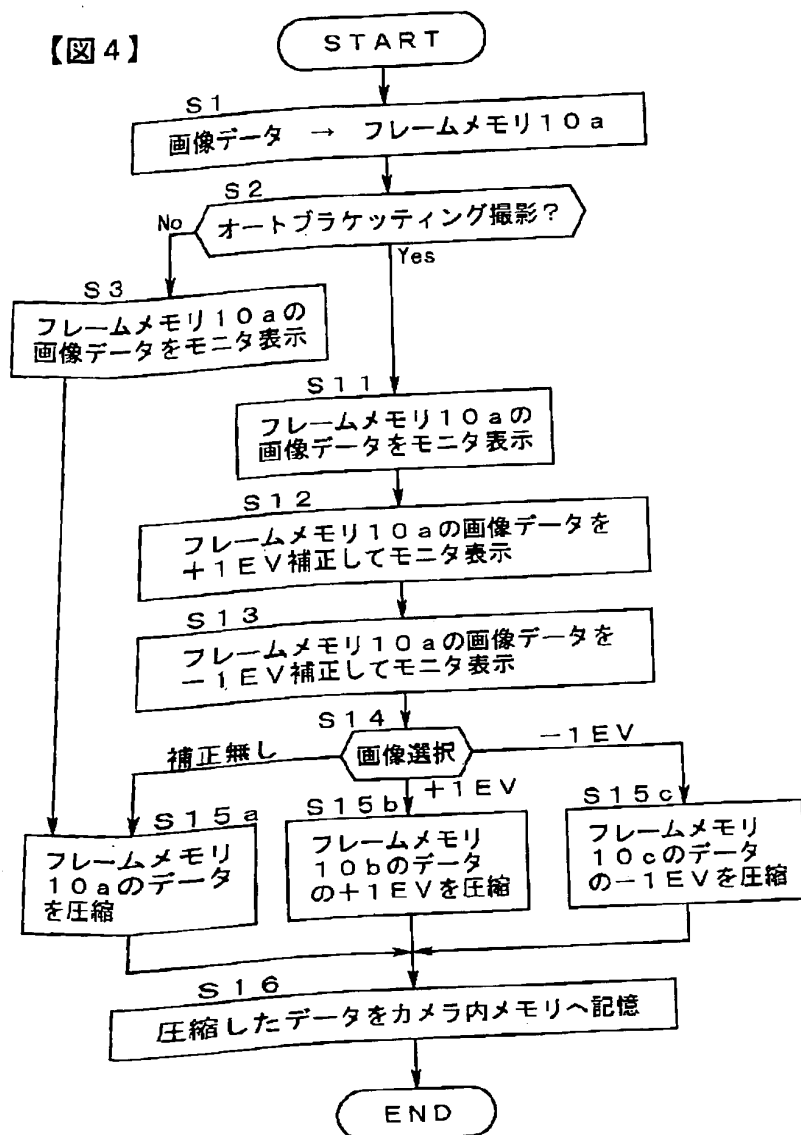 【図4】
START
S1
画像データ → フレームメモリ10a
S2
オートブラケッティング撮影?
No
Yes
S3
フレームメモリ10aの
画像データをモニタ表示
S11
フレームメモリ10aの
画像データをモニタ表示
S12
フレームメモリ10aの画像データを
+1EV補正してモニタ表示
S13
フレームメモリ10aの画像データを
-1EV補正してモニタ表示
S14
画像選択
補正無し
+1EV
-1EV
S15a
フレームメモリ
10aのデータ
を圧縮
S15b
フレームメモリ
10bのデータ
の+1EVを圧縮
S15c
フレームメモリ
10cのデータ
の-1EVを圧縮
S16
圧縮したデータをカメラ内メモリへ記憶
END